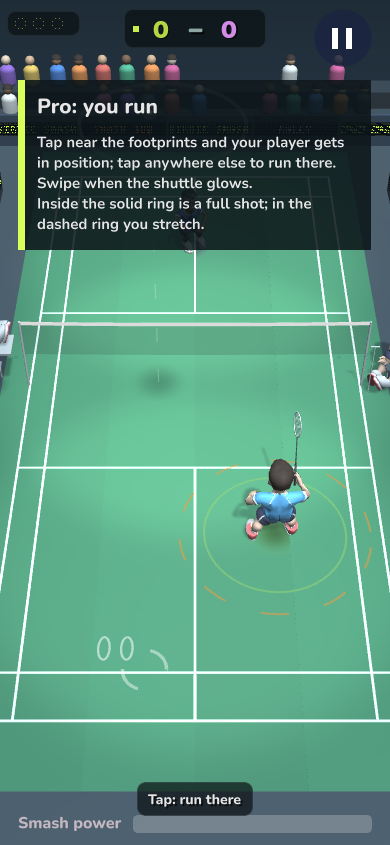 0 – 0
Pro: you run
Tap near the footprints and your player gets
in position; tap anywhere else to run there.
Swipe when the shuttle glows.
Inside the solid ring is a full shot; in the
dashed ring you stretch.
Tap: run there
Smash power